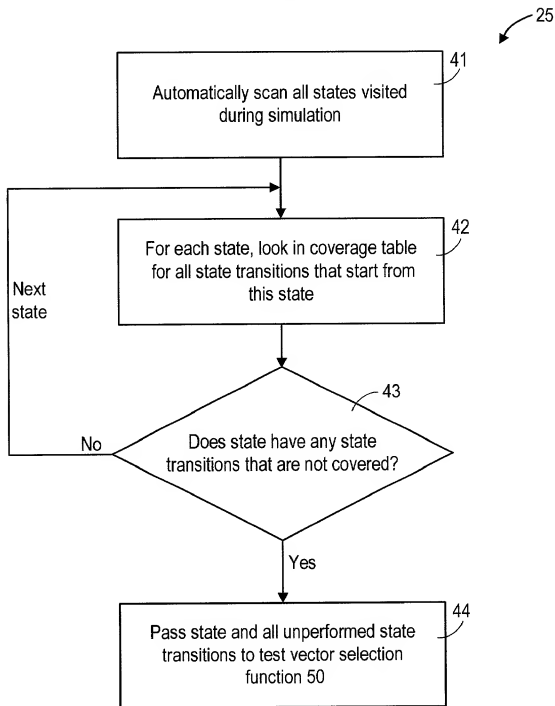 25
41
Automatically scan all states visited
during simulation
42
For each state, look in coverage table
for all state transitions that start from
this state
Next
state
43
No
Does state have any state
transitions that are not covered?
Yes
44
Pass state and all unperformed state
transitions to test vector selection
function 50